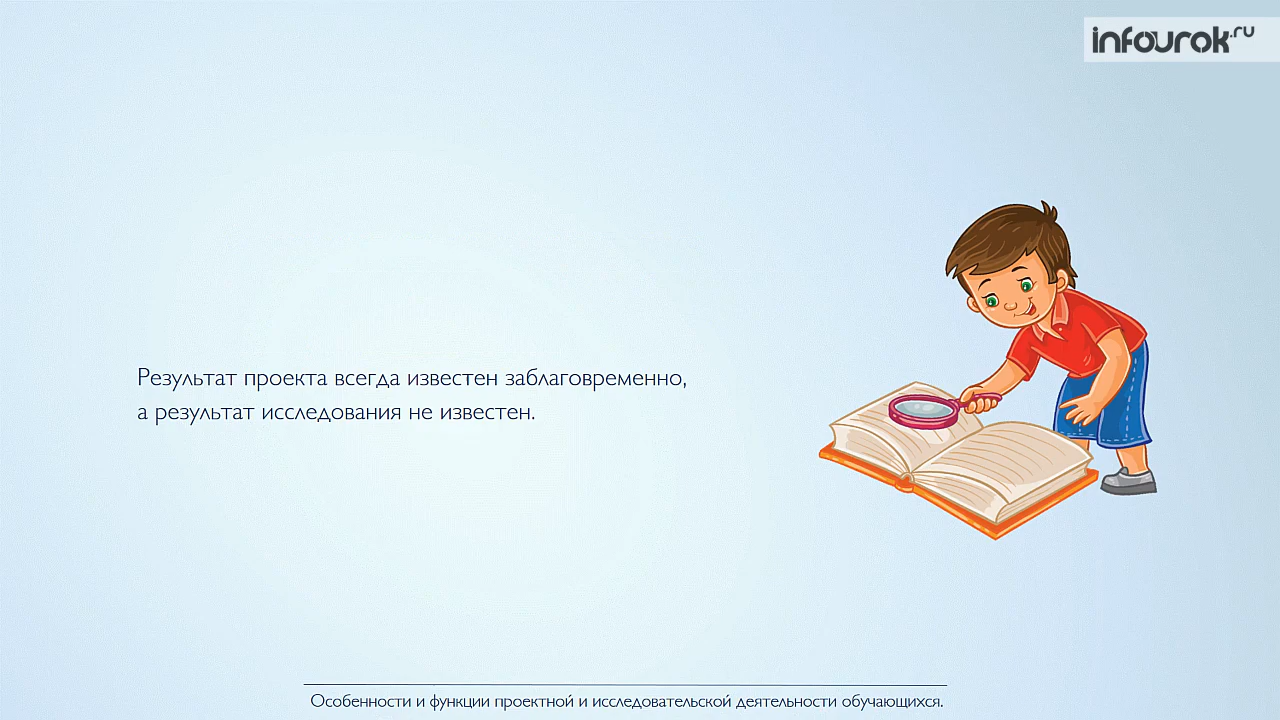 infourok.ru
Результат проекта всегда известен заблаговременно,
а результат исследования не известен.
Особенности и функции проектной и исследовательской деятельности обучающихся.